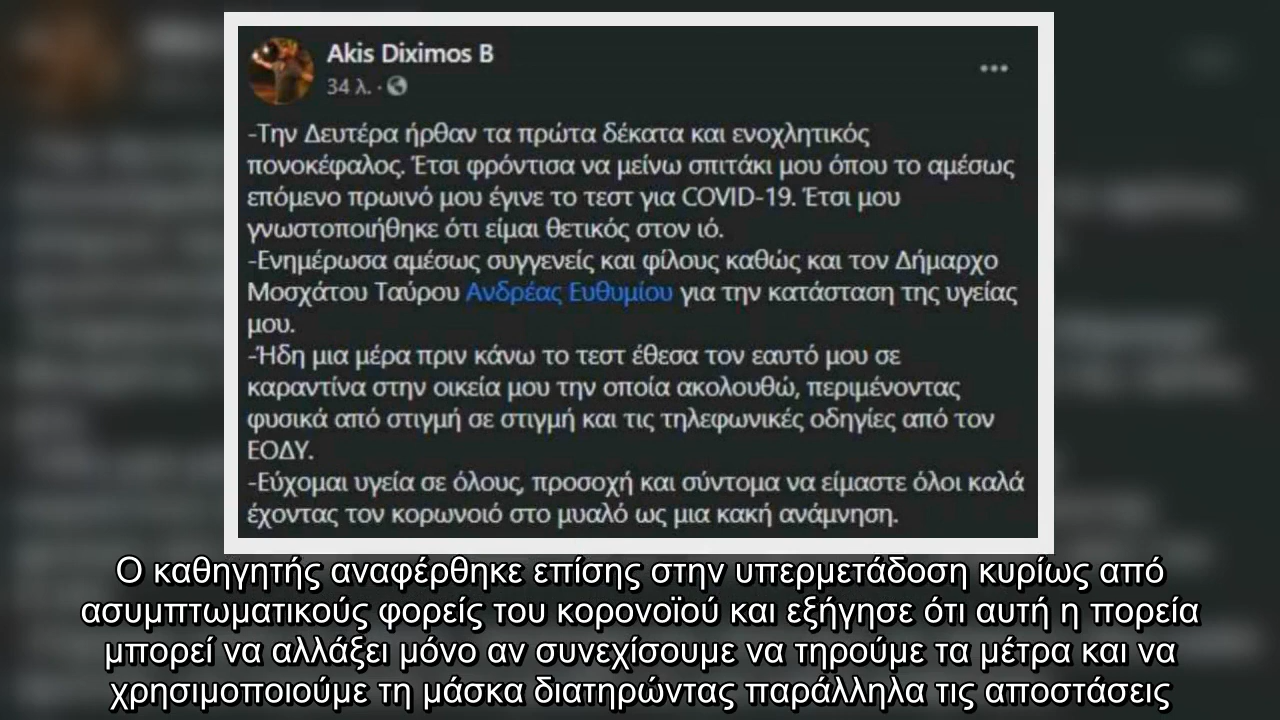 Akis Diximos B
34 λ. ·
-Την Δευτέρα ήρθαν τα πρώτα δέκατα και ενοχλητικός
πονοκέφαλος. Έτσι φρόντισα να μείνω σπιτάκι μου όπου το αμέσως
επόμενο πρωινό μου έγινε το τεστ για COVID-19. Έτσι μου
γνωστοποιήθηκε ότι είμαι θετικός στον ιό.
-Ενημέρωσα αμέσως συγγενείς και φίλους καθώς και τον Δήμαρχο
Μοσχάτου Ταύρου Ανδρέας Ευθυμίου για την κατάσταση της υγείας
μου.
-Ήδη μια μέρα πριν κάνω το τεστ έθεσα τον εαυτό μου σε
καραντίνα στην οικεία μου την οποία ακολουθώ, περιμένοντας
φυσικά από στιγμή σε στιγμή και τις τηλεφωνικές οδηγίες από τον
ΕΟΔΥ.
-Εύχομαι υγεία σε όλους, προσοχή και σύντομα να είμαστε όλοι καλά
έχοντας τον κορωνοιό στο μυαλό ως μια κακή ανάμνηση.
Ο καθηγητής αναφέρθηκε επίσης στην υπερμετάδοση κυρίως από
ασυμπτωματικούς φορείς του κορονοϊού και εξήγησε ότι αυτή η πορεία
μπορεί να αλλάξει μόνο αν συνεχίσουμε να τηρούμε τα μέτρα και να
χρησιμοποιούμε τη μάσκα διατηρώντας παράλληλα τις αποστάσεις